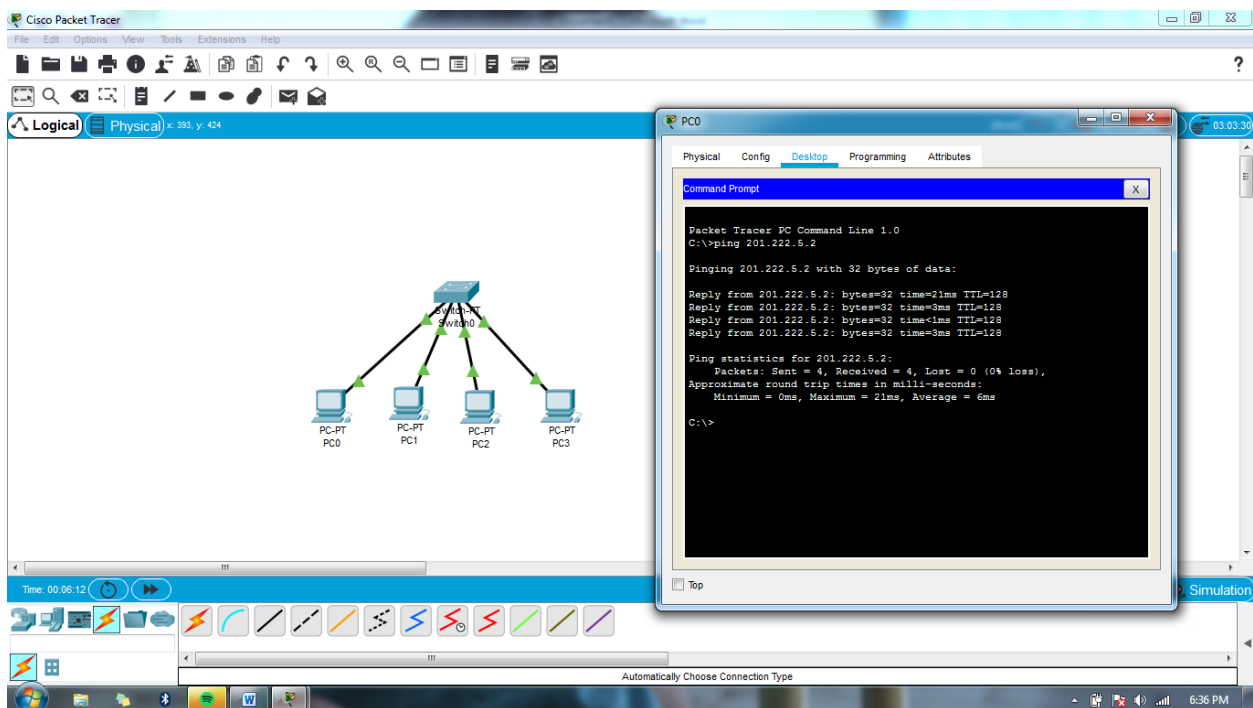 Cisco Packet Tracer
File Edit Options View Tools Extensions Help
?
Logical Physical x: 393, y: 424
03:03:30
PC0
Physical Config Desktop Programming Attributes
Command Prompt
X
Packet Tracer PC Command Line 1.0
C:\>ping 201.222.5.2
Pinging 201.222.5.2 with 32 bytes of data:
Reply from 201.222.5.2: bytes=32 time=21ms TTL=128
Reply from 201.222.5.2: bytes=32 time=3ms TTL=128
Reply from 201.222.5.2: bytes=32 time<1ms TTL=128
Reply from 201.222.5.2: bytes=32 time=3ms TTL=128
Ping statistics for 201.222.5.2:
Packets: Sent = 4, Received = 4, Lost = 0 (0% loss),
Approximate round trip times in milli-seconds:
Minimum = 0ms, Maximum = 21ms, Average = 6ms
C:\>
Top
Switch-PT
Switch0
PC-PT
PC0
PC-PT
PC1
PC-PT
PC2
PC-PT
PC3
Time: 00:06:12
Simulation
Automatically Choose Connection Type
6:36 PM